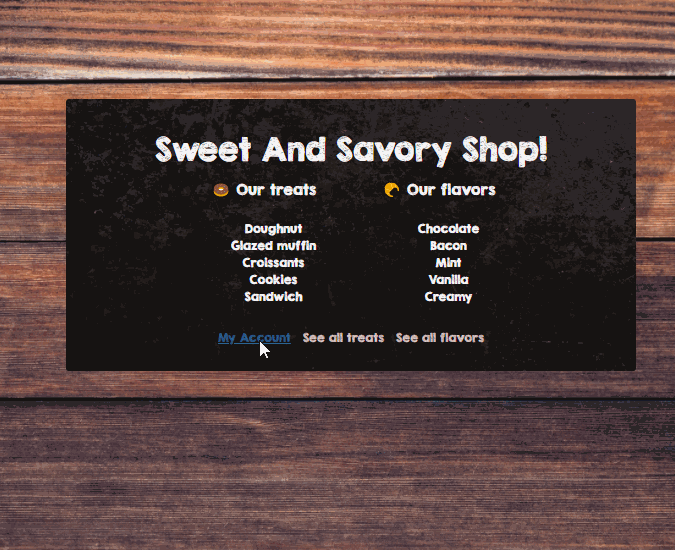 Sweet And Savory Shop!
Our treats
Doughnut
Glazed muffin
Croissants
Cookies
Sandwich
Our flavors
Chocolate
Bacon
Mint
Vanilla
Creamy
My Account See all treats See all flavors